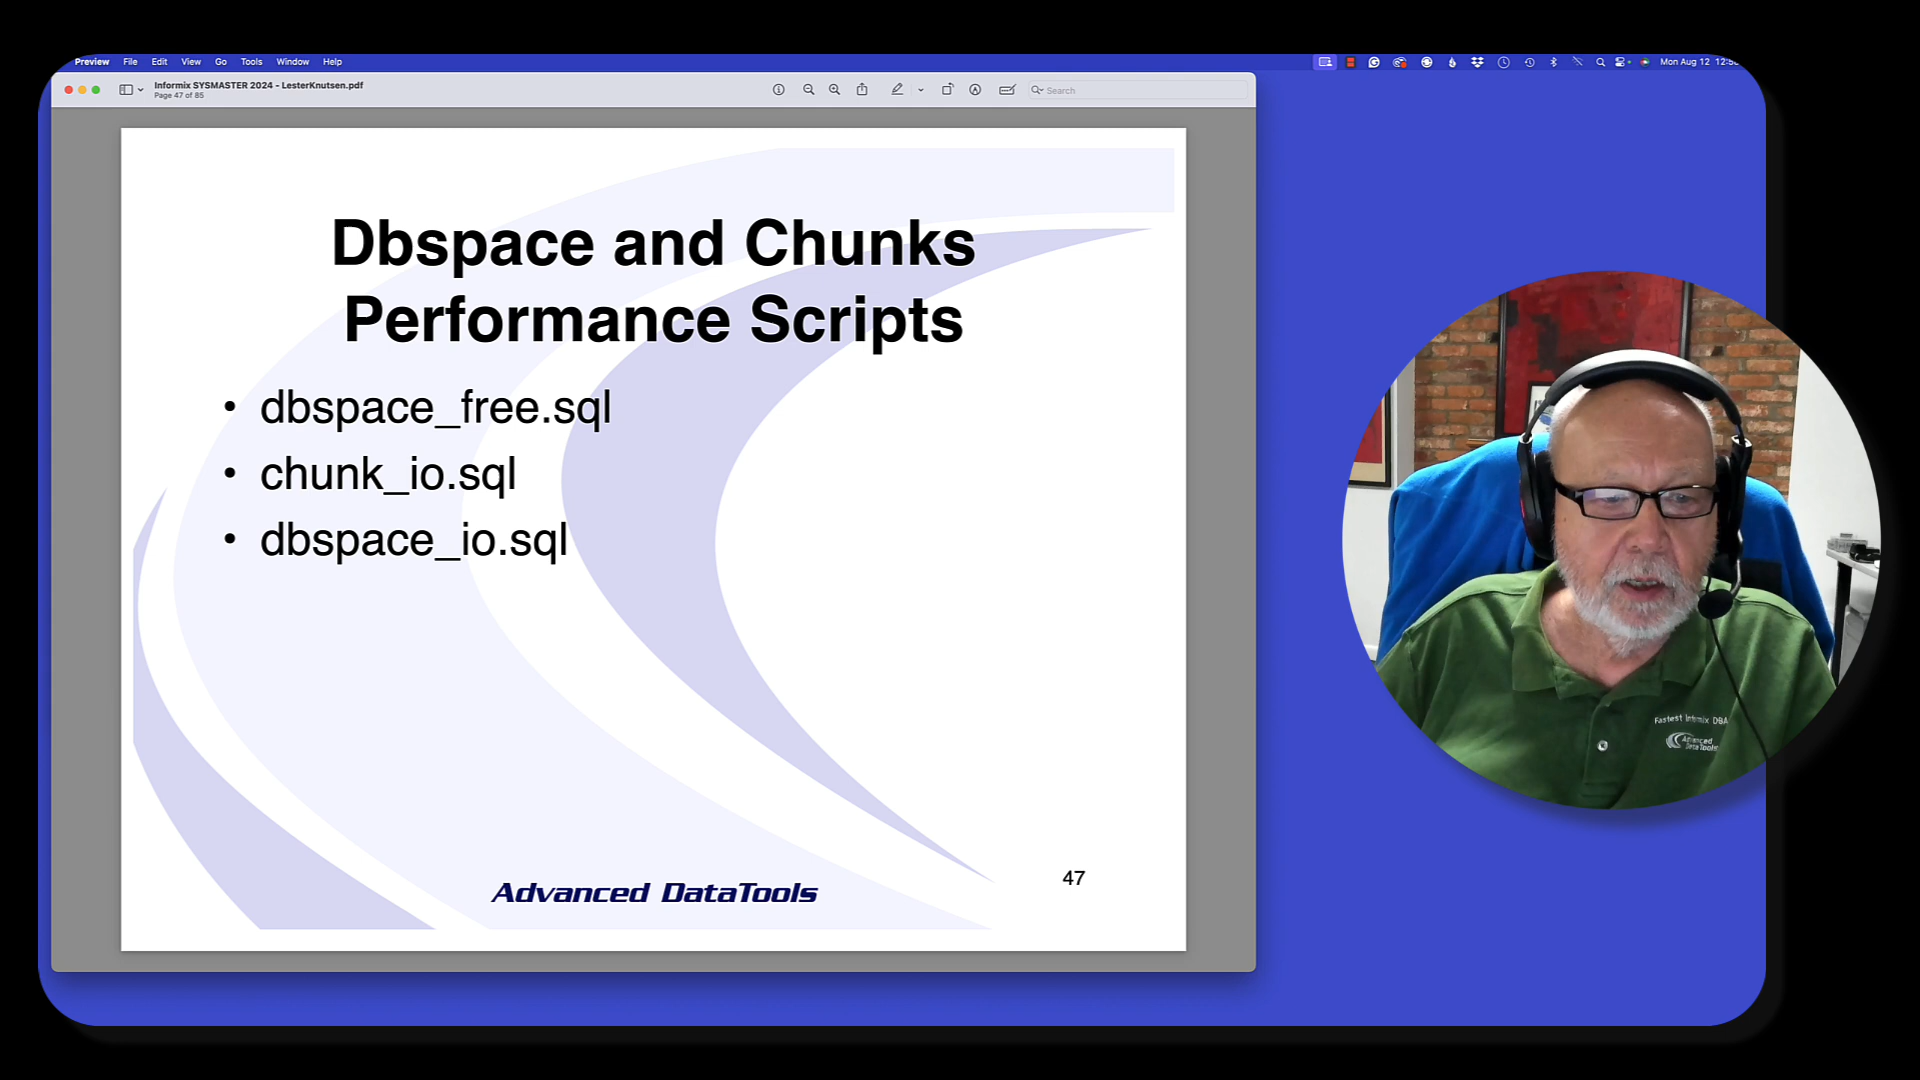 Preview File Edit View Go Tools Window Help
Mon Aug 12
Informix SYSMASTER 2024 - LesterKnutsen.pdf
Page 47 of 85
Search
Dbspace and Chunks
Performance Scripts
• dbspace_free.sql
• chunk_io.sql
• dbspace_io.sql
Advanced DataTools
47
Fastest Informix DBA
Advanced
DataTools